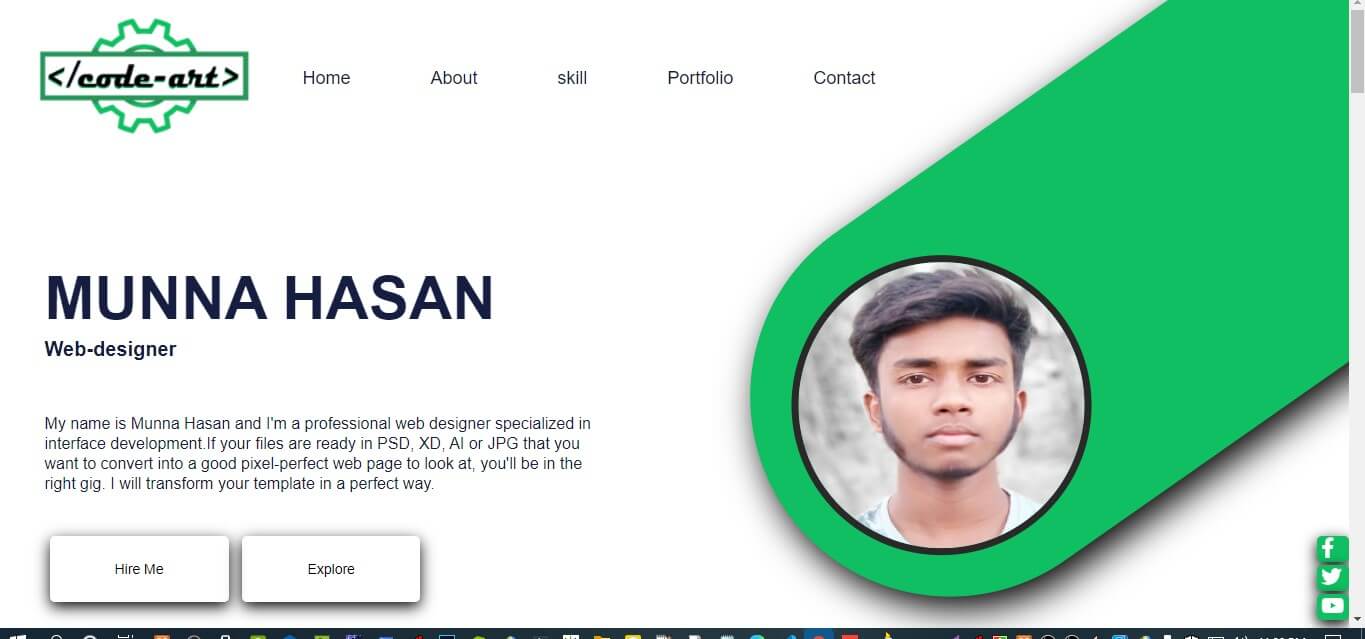 </code-art>
Home About skill Portfolio Contact
MUNNA HASAN
Web-designer
My name is Munna Hasan and I'm a professional web designer specialized in
interface development.If your files are ready in PSD, XD, AI or JPG that you
want to convert into a good pixel-perfect web page to look at, you'll be in the
right gig. I will transform your template in a perfect way.
Hire Me Explore